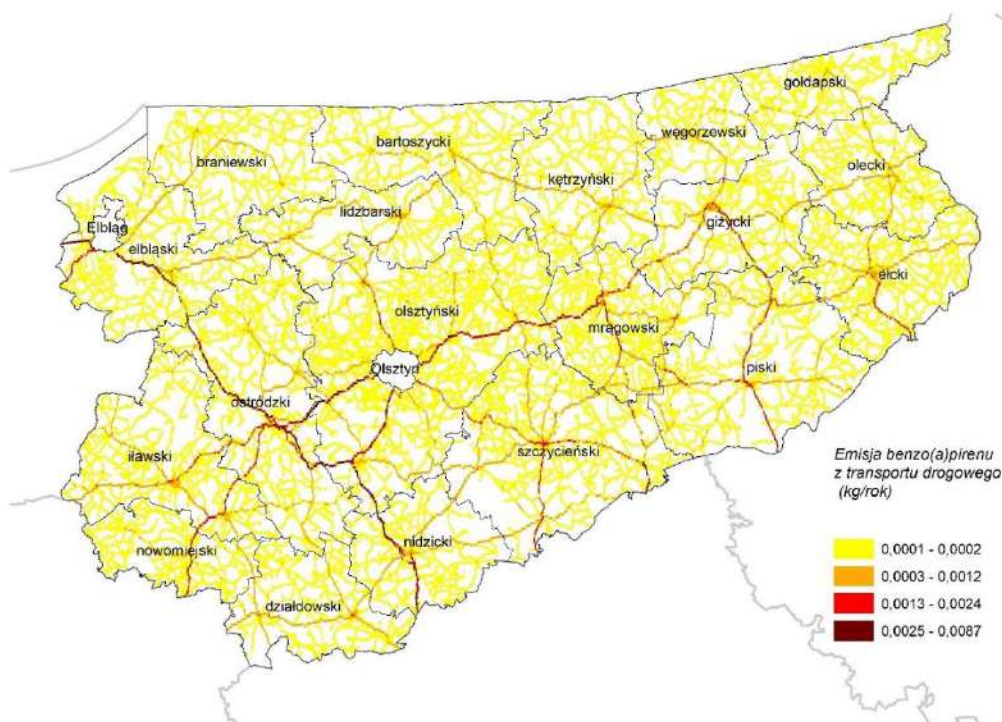 gołdapski
węgorzewski
bartoszycki
braniewski
olecki
kętrzyński
lidzbarski
giżycki
Elbląg
elbląski
ełcki
olsztyński
mrągowski
Olsztyn
piski
ostródzki
iławski
szczycieński
Emisja benzo(a)pirenu
z transportu drogowego
(kg/rok)
nidzicki
nowomiejski
działdowski
0,0001 - 0,0002
0,0003 - 0,0012
0,0013 - 0,0024
0,0025 - 0,0087